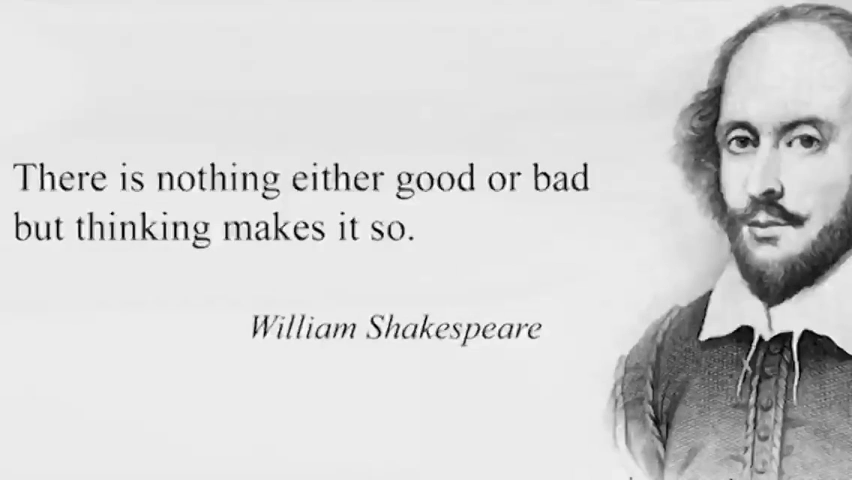 There is nothing either good or bad
but thinking makes it so.
William Shakespeare